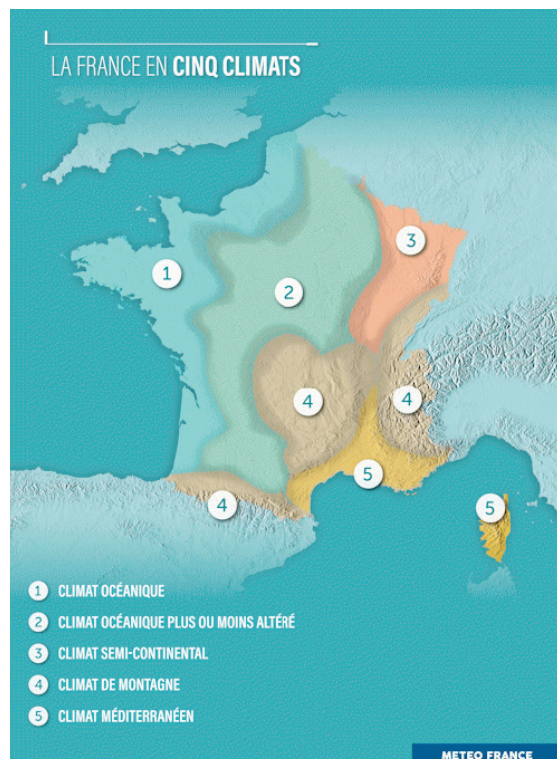 LA FRANCE EN CINQ CLIMATS
3
1
2
4
4
5
4
5
1 CLIMAT OCÉANIQUE
2 CLIMAT OCÉANIQUE PLUS OU MOINS ALTÉRÉ
3 CLIMAT SEMI-CONTINENTAL
4 CLIMAT DE MONTAGNE
5 CLIMAT MÉDITERRANÉEN
METEO FRANCE